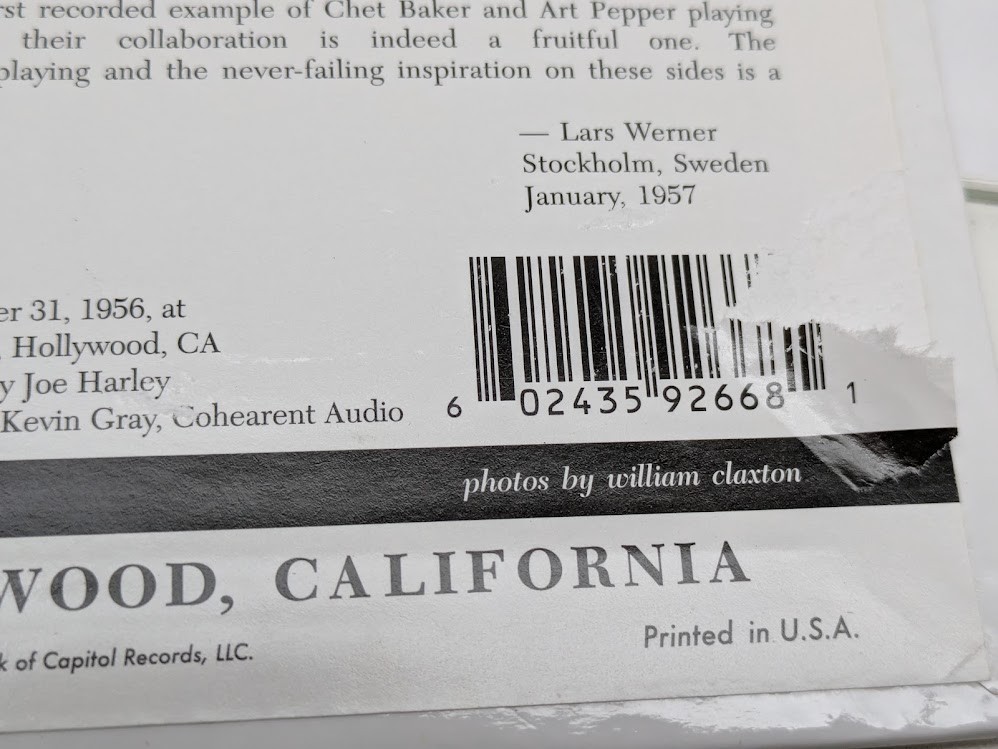 recorded example of Chet Baker and Art Pepper playing
their collaboration is indeed a fruitful one. The
playing and the never-failing inspiration on these sides is a
— Lars Werner
Stockholm, Sweden
January, 1957
31, 1956, at
Hollywood, CA
Joe Harley
Kevin Gray, Cohearent Audio
6 02435 92668 1
photos by william claxton
WOOD, CALIFORNIA
of Capitol Records, LLC.
Printed in U.S.A.